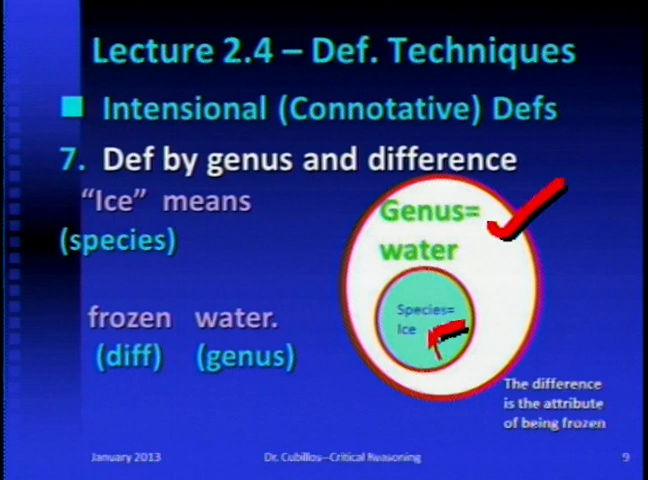 Lecture 2.4 – Def. Techniques
Intensional (Connotative) Defs
7. Def by genus and difference
“Ice” means
(species)
frozen water.
(diff) (genus)
Genus=
water
Species=
Ice
The difference
is the attribute
of being frozen
January 2013
Dr. Cubillos--Critical Reasoning
9